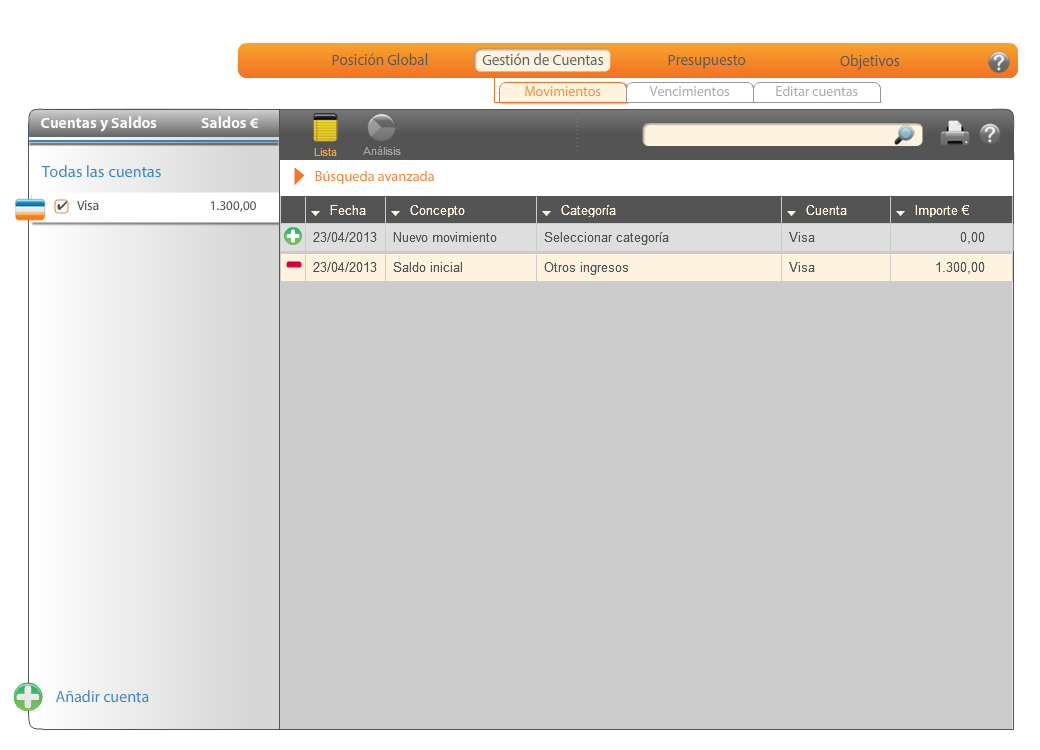 Posición Global Gestión de Cuentas Presupuesto Objetivos ?
Movimientos Vencimientos Editar cuentas
Cuentas y Saldos Saldos €
Lista Análisis ?
Todas las cuentas
Búsqueda avanzada
Visa 1.300,00
Fecha Concepto Categoría Cuenta Importe €
23/04/2013 Nuevo movimiento Seleccionar categoría Visa 0,00
23/04/2013 Saldo inicial Otros ingresos Visa 1.300,00
Añadir cuenta